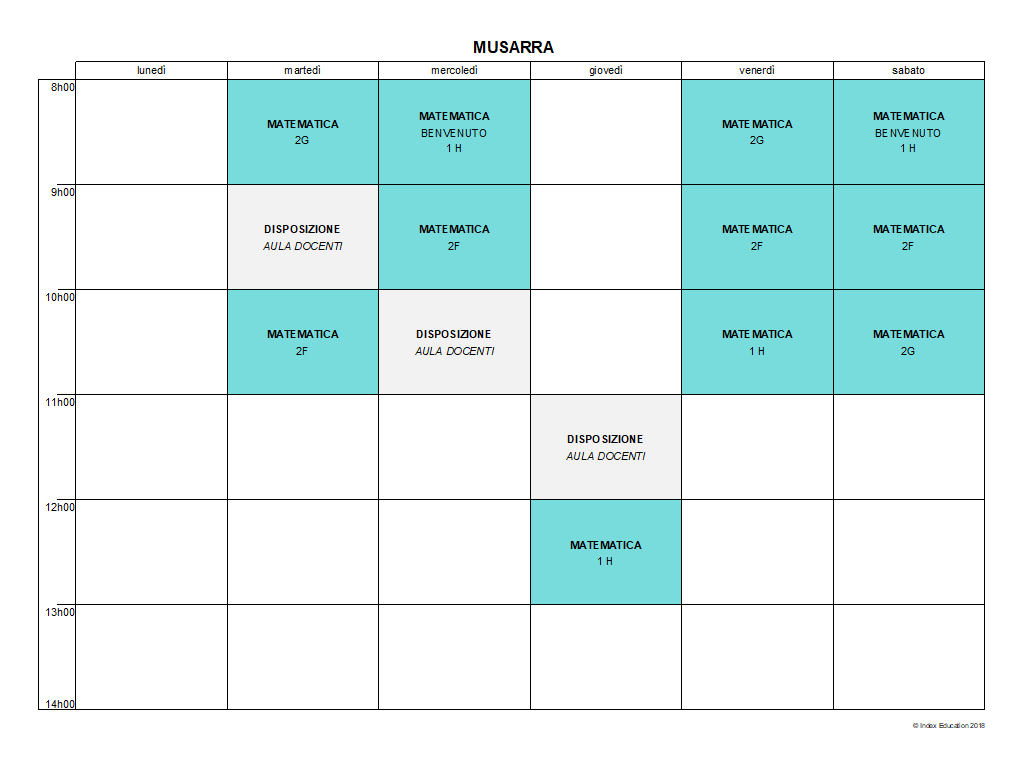 MUSARRA
lunedì martedì mercoledì giovedì venerdì sabato
8h00
MATEMATICA
2G
MATEMATICA
BENVENUTO
1 H
MATEMATICA
2G
MATEMATICA
BENVENUTO
1 H
9h00
DISPOSIZIONE
AULA DOCENTI
MATEMATICA
2F
MATEMATICA
2F
MATEMATICA
2F
10h00
MATEMATICA
2F
DISPOSIZIONE
AULA DOCENTI
MATEMATICA
1 H
MATEMATICA
2G
11h00
DISPOSIZIONE
AULA DOCENTI
12h00
MATEMATICA
1 H
13h00
14h00
© Index Education 2018